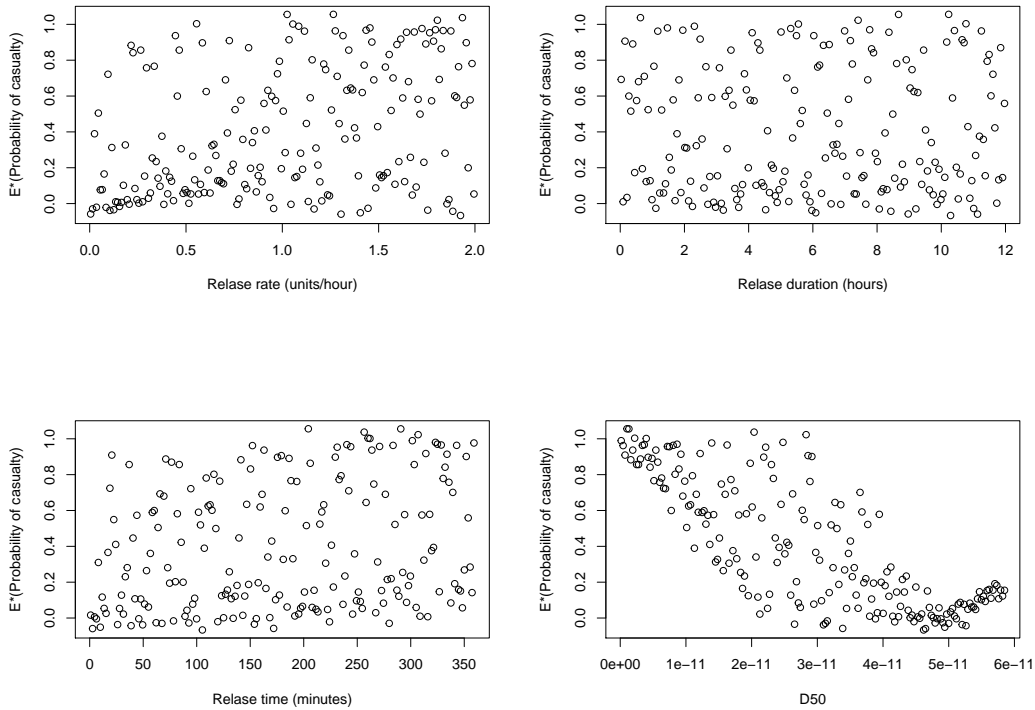 E*(Probability of casualty)
1.0
0.8
0.6
0.4
0.2
0.0
0.0 0.5 1.0 1.5 2.0
Relase rate (units/hour)
E*(Probability of casualty)
1.0
0.8
0.6
0.4
0.2
0.0
0 2 4 6 8 10 12
Relase duration (hours)
E*(Probability of casualty)
1.0
0.8
0.6
0.4
0.2
0.0
0 50 100 150 200 250 300 350
Relase time (minutes)
E*(Probability of casualty)
1.0
0.8
0.6
0.4
0.2
0.0
0e+00 1e−11 2e−11 3e−11 4e−11 5e−11 6e−11
D50